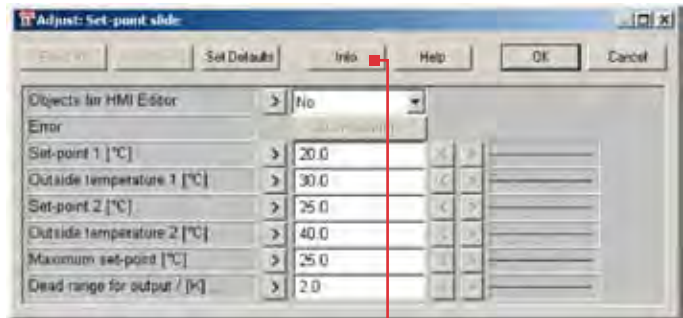 Adjust: Set-point slide
Set Defaults Info Help OK Cancel
Objects for HMI Editor > No
Error
Set-point 1 [°C] > 20.0 < >
Outside temperature 1 [°C] > 30.0 < >
Set-point 2 [°C] > 25.0 < >
Outside temperature 2 [°C] > 40.0 < >
Maximum set-point [°C] > 25.0 < >
Dead range for output / [K] ... > 2.0 < >